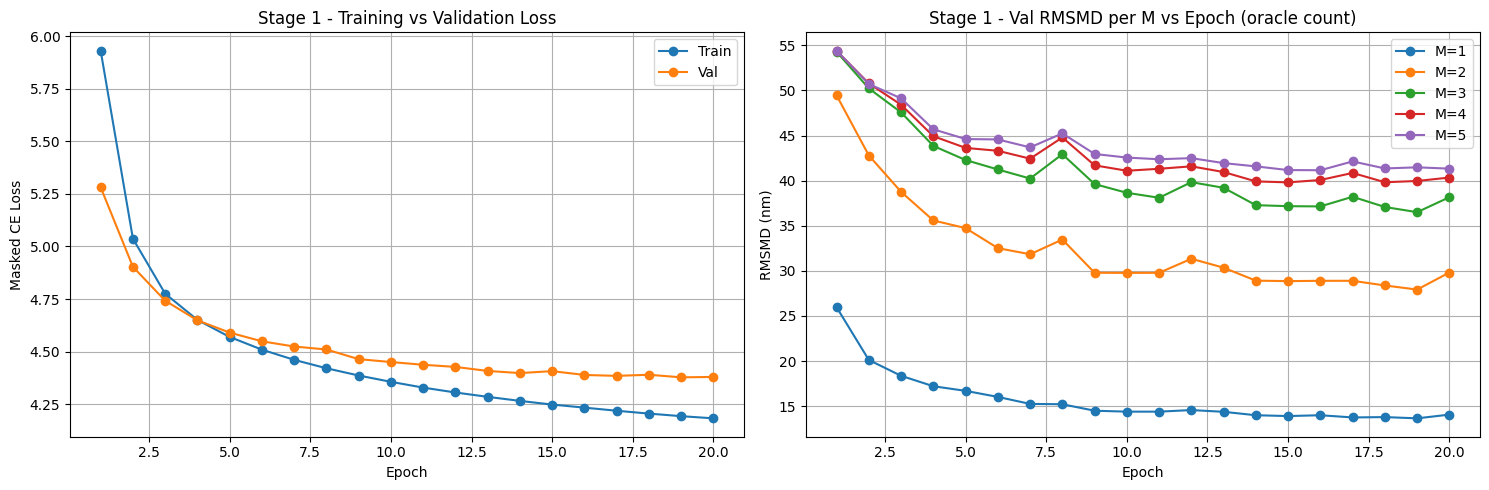 Stage 1 - Training vs Validation Loss
6.00
5.75
5.50
5.25
5.00
4.75
4.50
4.25
Masked CE Loss
2.5 5.0 7.5 10.0 12.5 15.0 17.5 20.0
Epoch
Train
Val
Stage 1 - Val RMSMD per M vs Epoch (oracle count)
55
50
45
40
35
30
25
20
15
RMSMD (nm)
2.5 5.0 7.5 10.0 12.5 15.0 17.5 20.0
Epoch
M=1
M=2
M=3
M=4
M=5